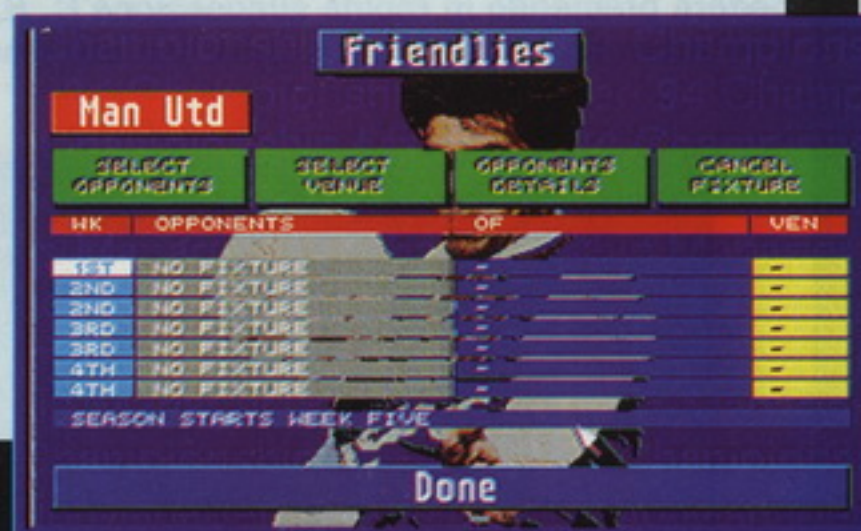 Friendlies
Man Utd
SELECT OPPONENTS
SELECT VENUE
OPPONENTS DETAILS
CANCEL FIXTURE
WK OPPONENTS OF VEN
1ST NO FIXTURE - -
2ND NO FIXTURE - -
2ND NO FIXTURE - -
3RD NO FIXTURE - -
3RD NO FIXTURE - -
4TH NO FIXTURE - -
4TH NO FIXTURE - -
SEASON STARTS WEEK FIVE
Done